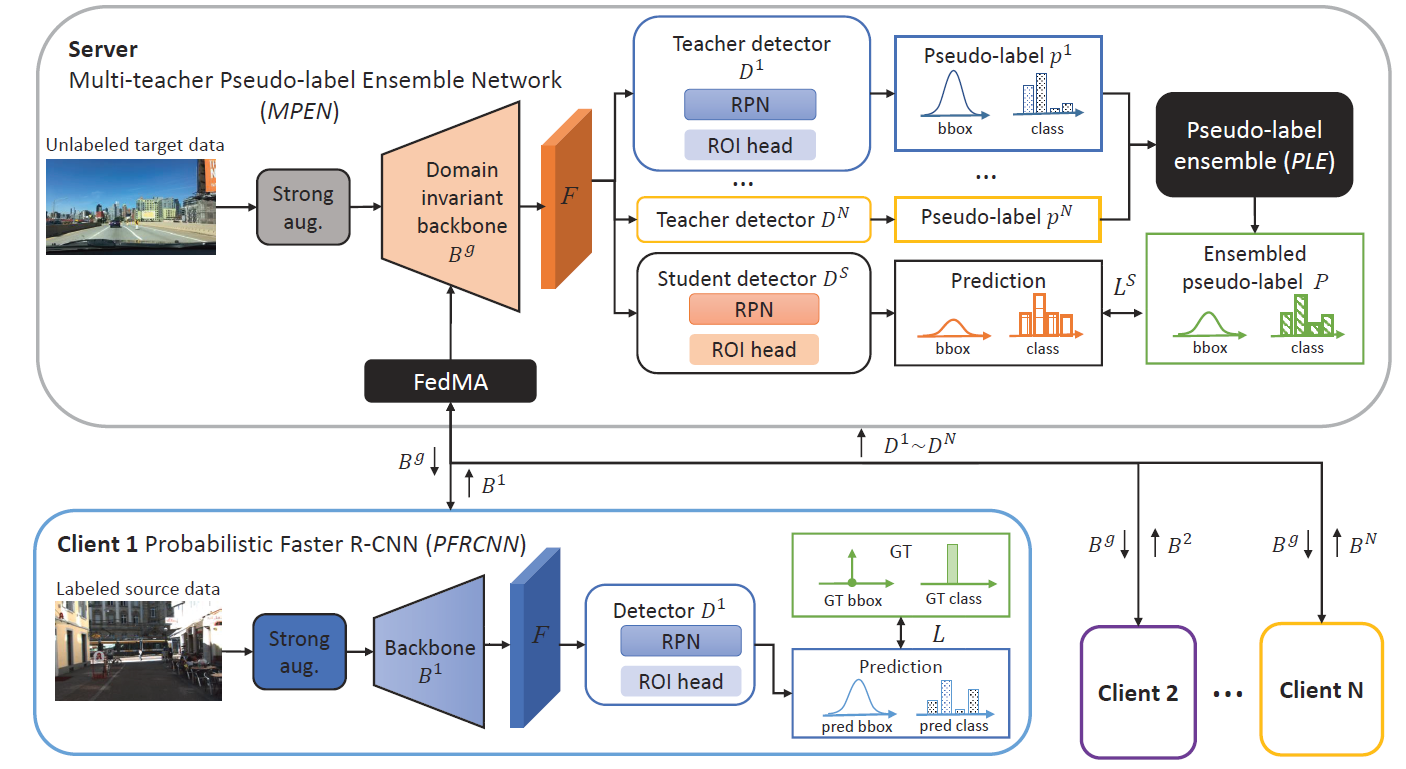 Server
Multi-teacher Pseudo-label Ensemble Network
(MPEN)
Unlabeled target data
Strong
aug.
Domain
invariant
backbone
B^g
F
Teacher detector
D^1
RPN
ROI head
...
Teacher detector D^N
Student detector D^S
RPN
ROI head
Pseudo-label p^1
bbox
class
...
Pseudo-label p^N
Prediction
bbox
class
L^S
Pseudo-label
ensemble (PLE)
Ensembled
pseudo-label P
bbox
class
FedMA
B^g
B^1
D^1~D^N
Client 1 Probabilistic Faster R-CNN (PFRCNN)
Labeled source data
Strong
aug.
Backbone
B^1
F
Detector D^1
RPN
ROI head
GT
GT bbox
GT class
L
Prediction
pred bbox
pred class
B^g
B^2
B^g
B^N
Client 2
...
Client N